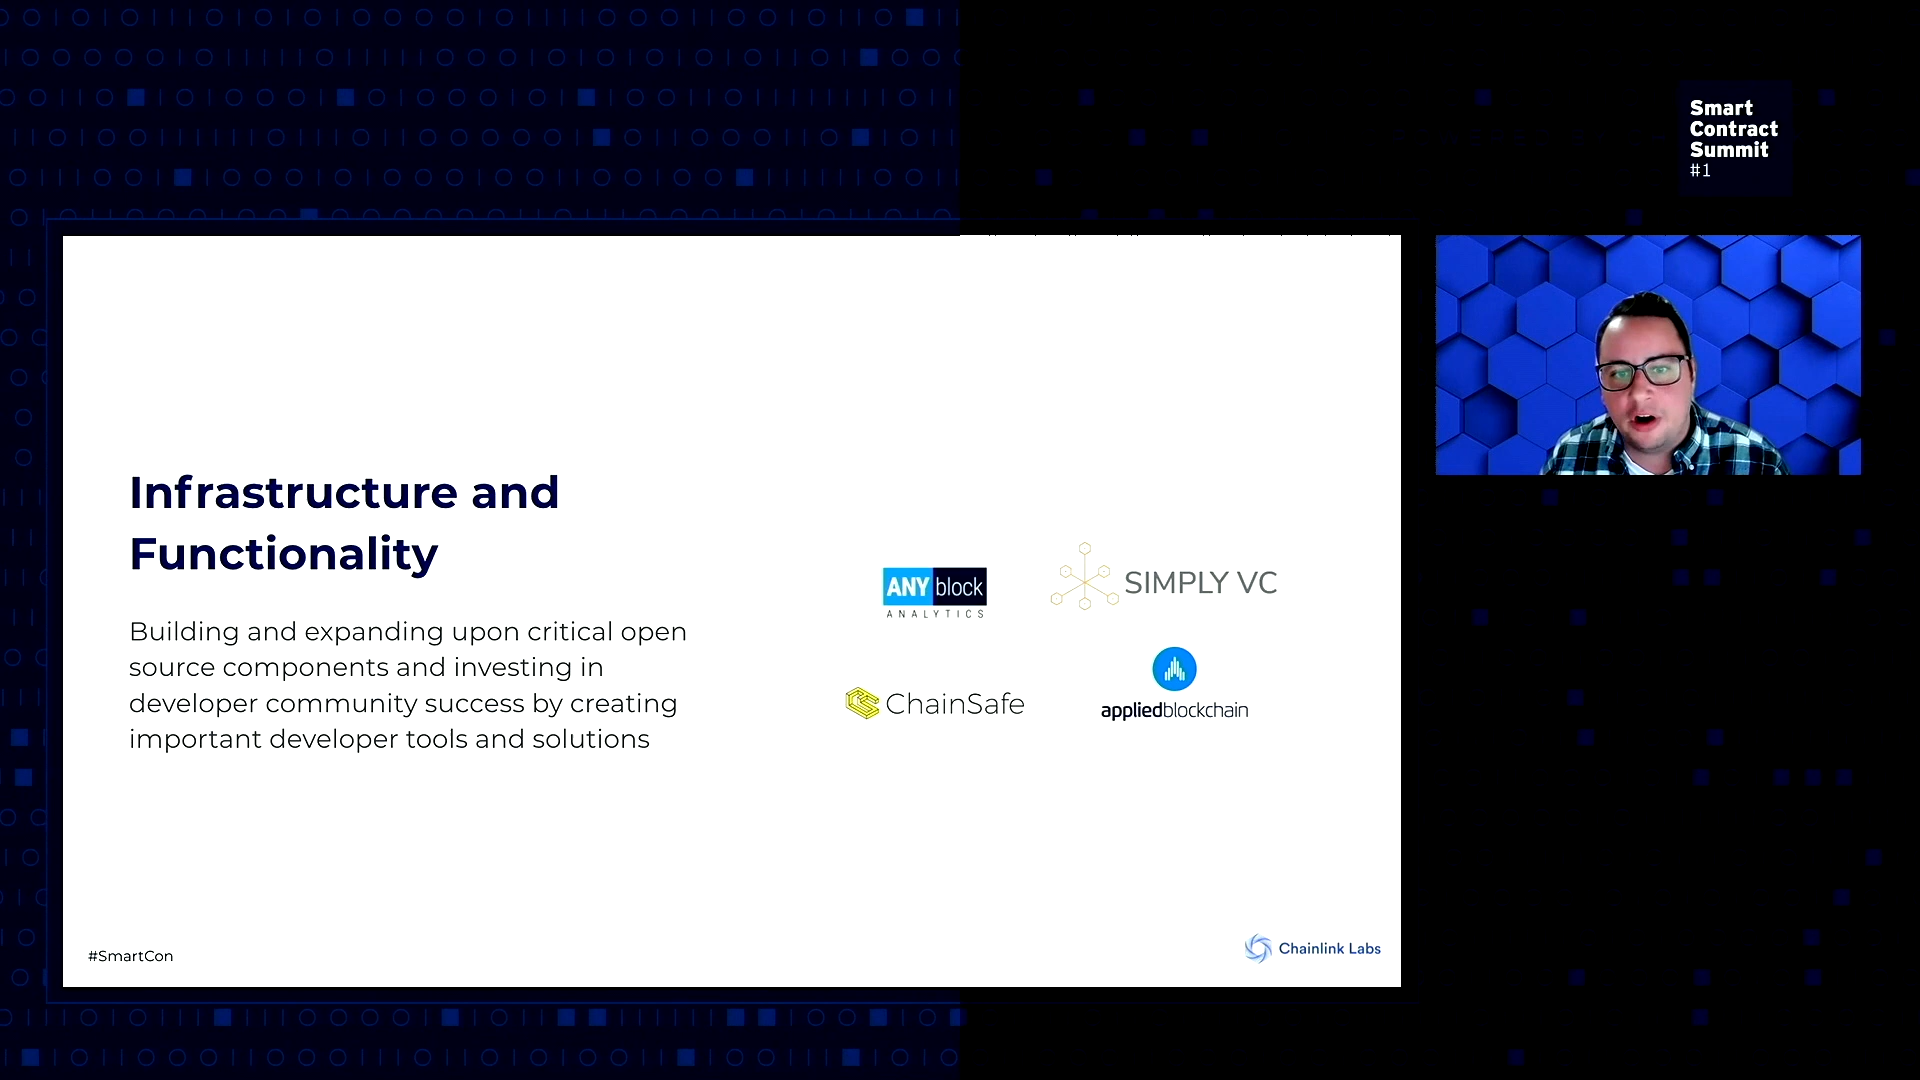 Smart
Contract
Summit
#1
Infrastructure and
Functionality
Building and expanding upon critical open
source components and investing in
developer community success by creating
important developer tools and solutions
ANY block
ANALYTICS
SIMPLY VC
ChainSafe
appliedblockchain
#SmartCon
Chainlink Labs